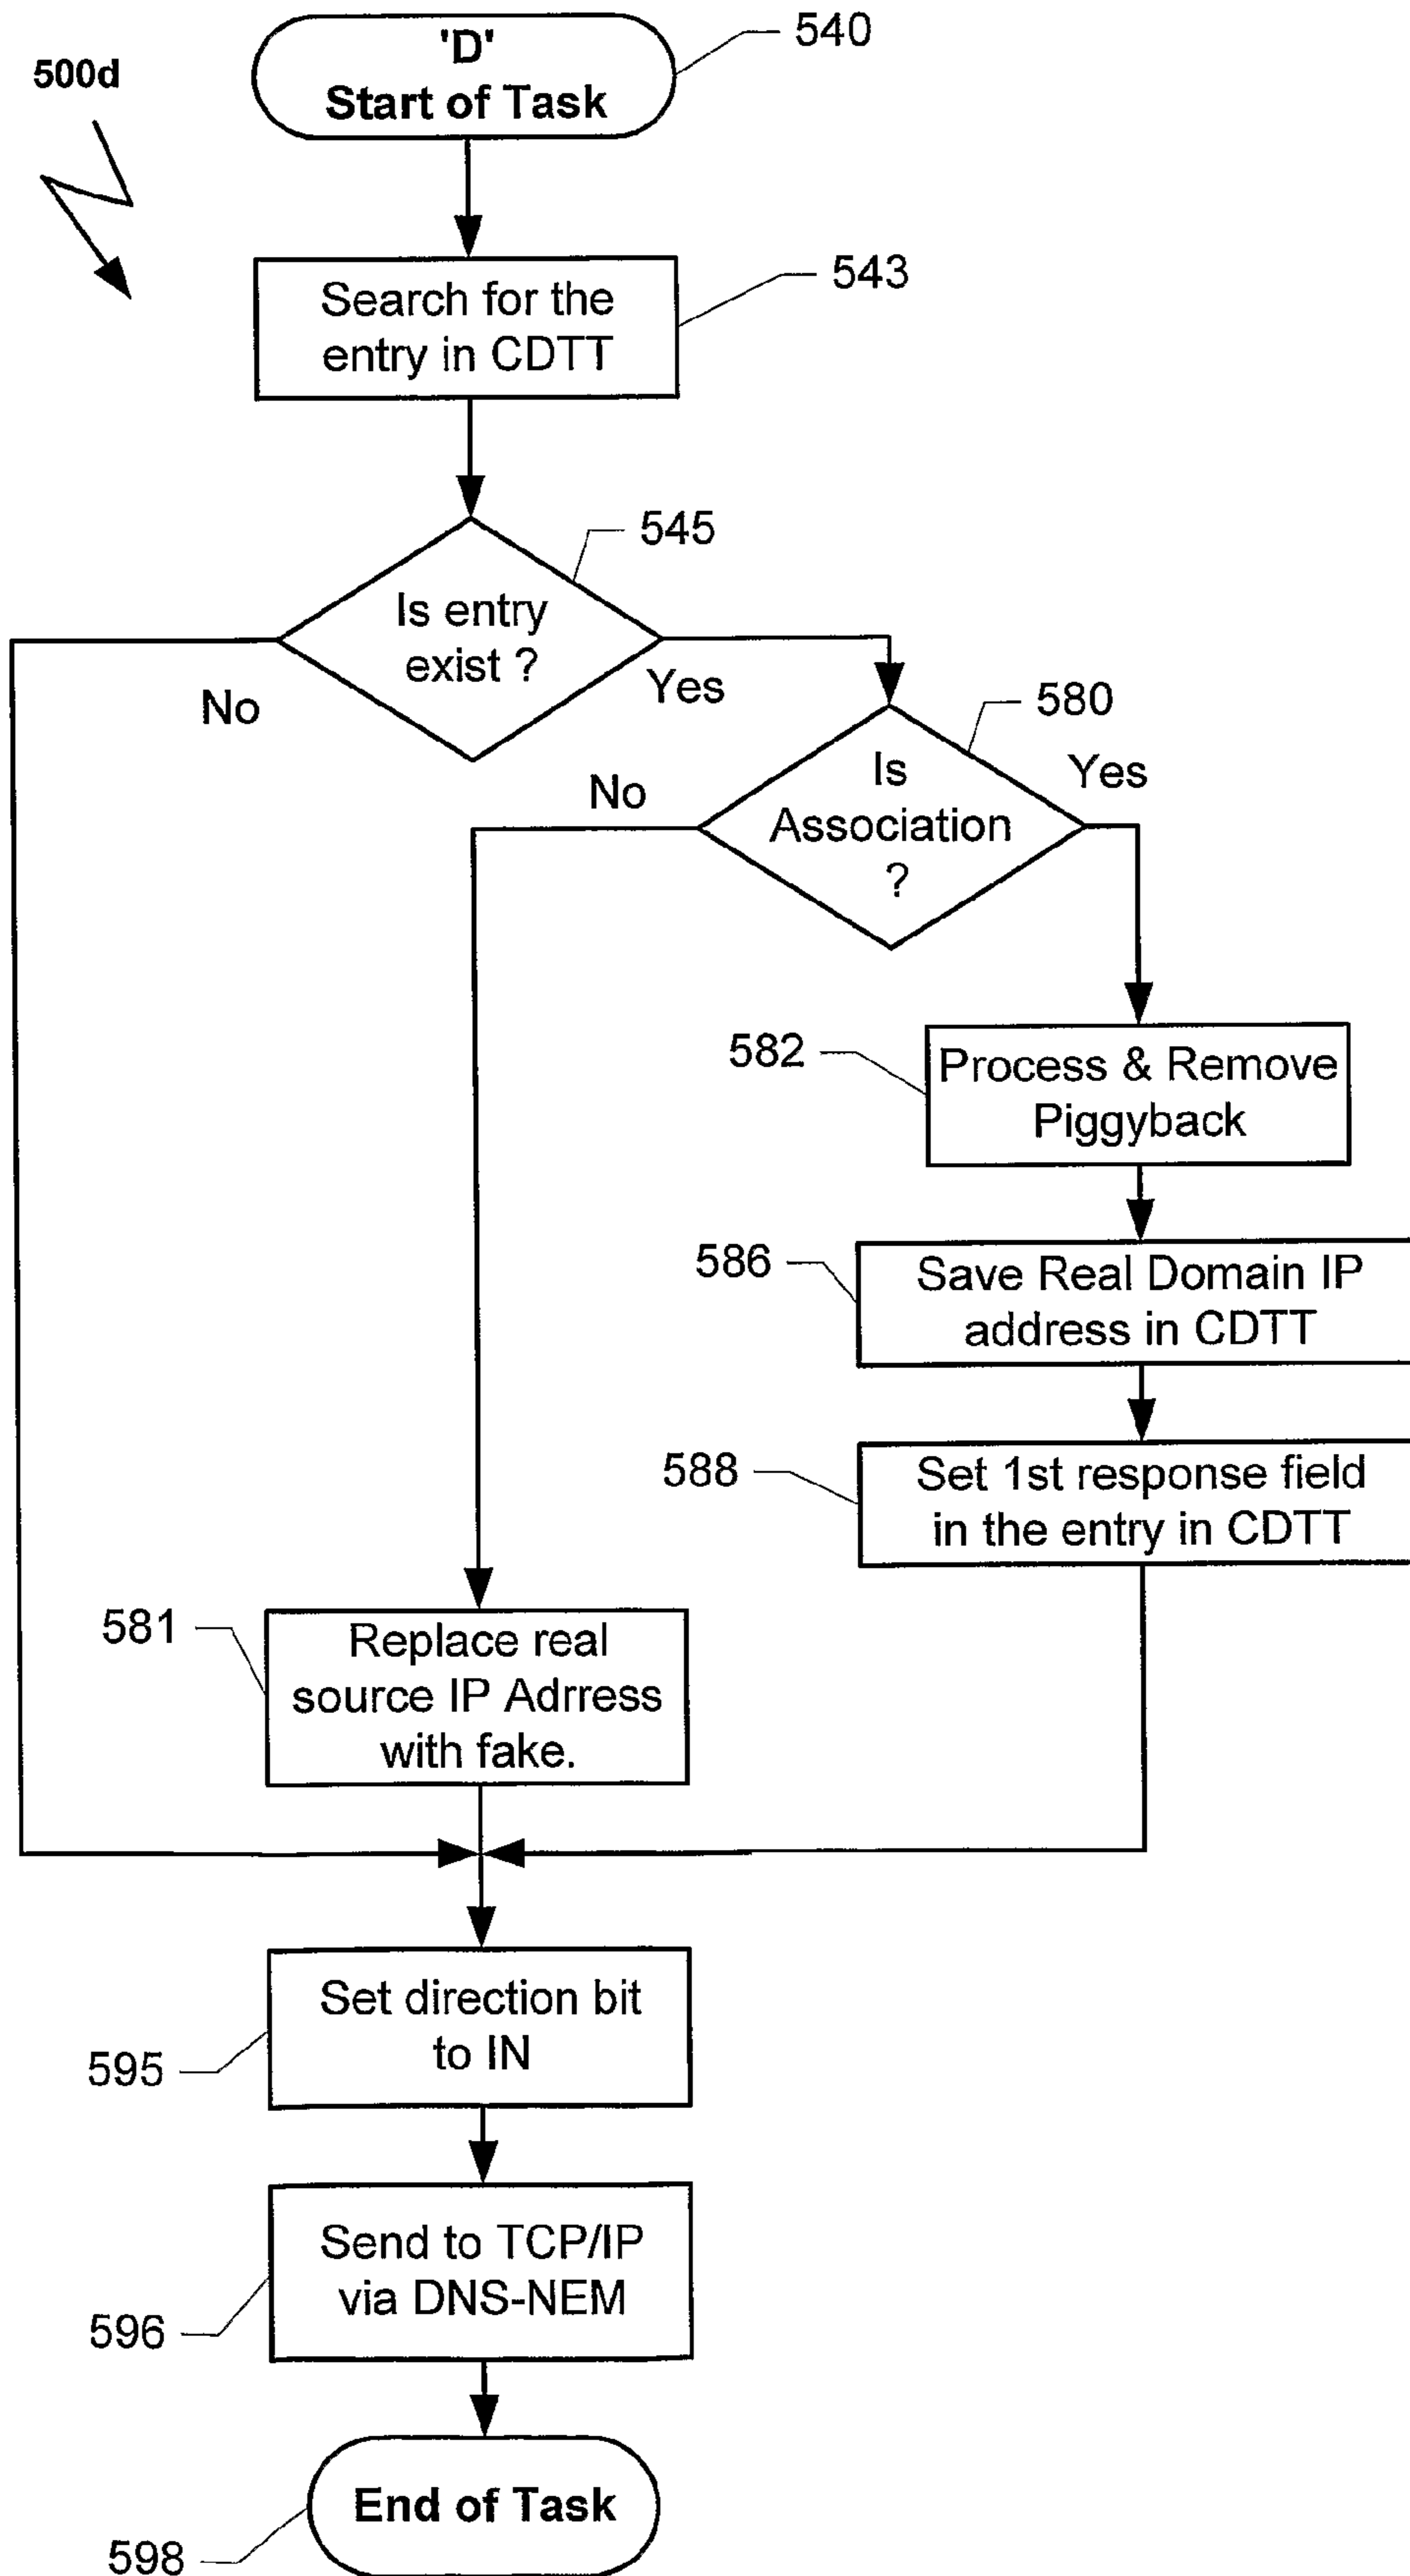 500d
'D'
Start of Task
540
Search for the
entry in CDTT
543
Is entry
exist ?
545
No
Yes
Is
Association
?
580
No
Yes
582
Process & Remove
Piggyback
586
Save Real Domain IP
address in CDTT
588
Set 1st response field
in the entry in CDTT
581
Replace real
source IP Adrress
with fake.
595
Set direction bit
to IN
596
Send to TCP/IP
via DNS-NEM
End of Task
598